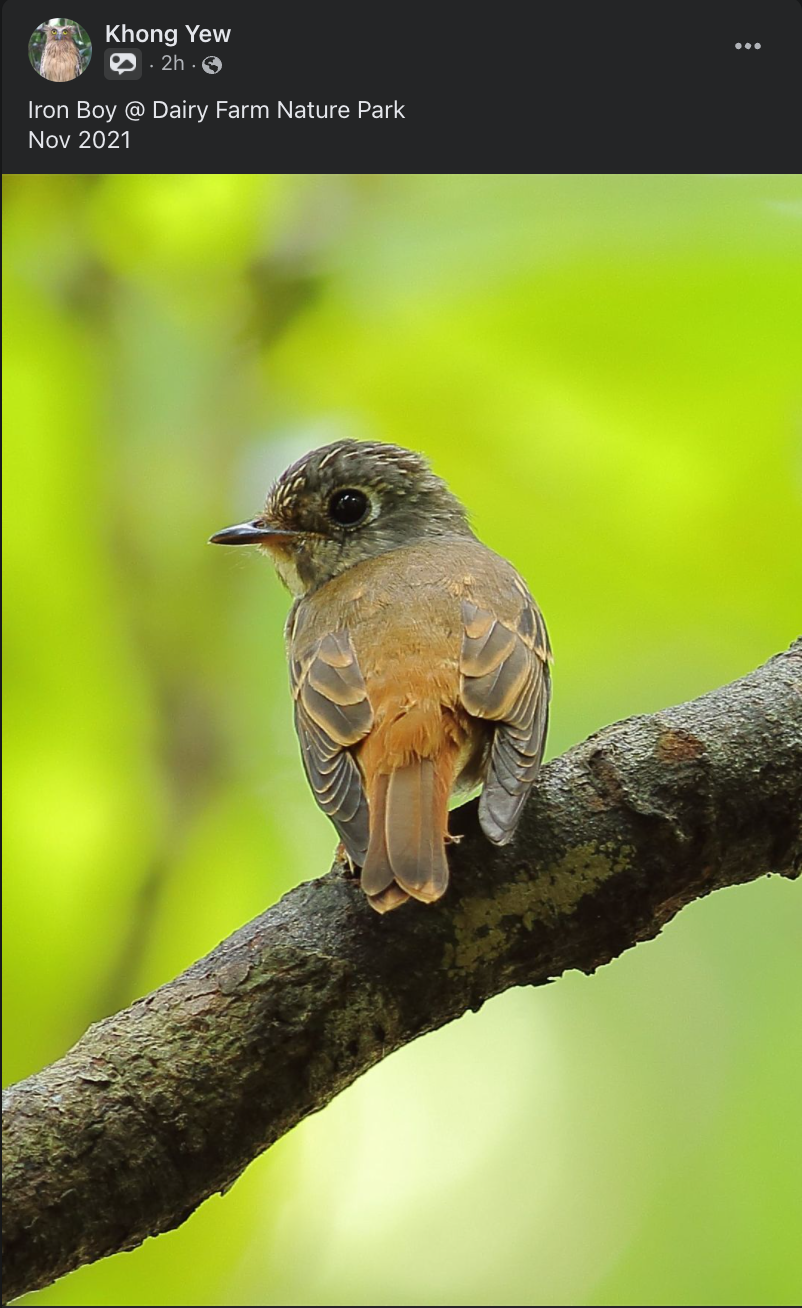 Khong Yew
· 2h ·
Iron Boy @ Dairy Farm Nature Park
Nov 2021